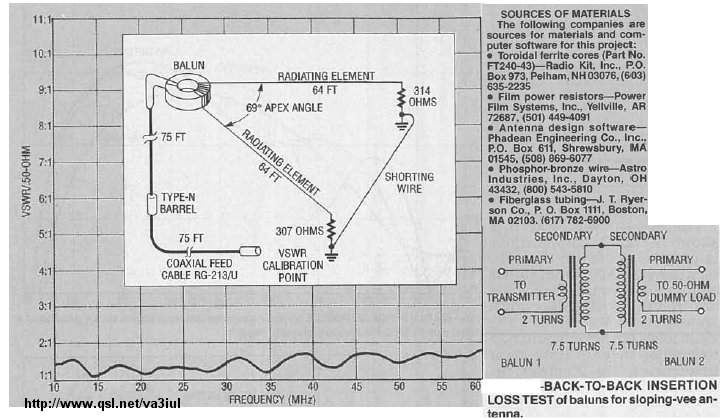 11:1
10:1
9:1
8:1
7:1
6:1
5:1
4:1
3:1
2:1
1:1
VSWR/50-OHM
10 15 20 25 30 35 40 45 50 55 60
FREQUENCY (MHz)
BALUN
RADIATING ELEMENT
64 FT
314
OHMS
69° APEX ANGLE
75 FT
RADIATING ELEMENT
64 FT
SHORTING
WIRE
TYPE-N
BARREL
307 OHMS
75 FT
COAXIAL FEED
CABLE RG-213/U
VSWR
CALIBRATION
POINT
http://www.qsl.net/va3iul
SOURCES OF MATERIALS
The following companies are
sources for materials and com-
puter software for this project:
• Toroidal ferrite cores (Part No.
FT240-43)—Radio Kit, Inc., P.O.
Box 973, Pelham, NH 03076, (603)
635-2235
• Film power resistors—Power
Film Systems, Inc., Yellville, AR
72687, (501) 449-4091
• Antenna design software—
Phadean Engineering Co., Inc.,
P.O. Box 611, Shrewsbury, MA
01545, (508) 869-6077
• Phosphor-bronze wire—Astro
Industries, Inc., Dayton, OH
43432, (800) 543-5810
• Fiberglass tubing—J. T. Ryer-
son Co., P. O. Box 1111, Boston,
MA 02103, (617) 782-6900
SECONDARY SECONDARY
PRIMARY PRIMARY
TO
TRANSMITTER
TO 50-OHM
DUMMY LOAD
2 TURNS 2 TURNS
7.5 TURNS 7.5 TURNS
BALUN 1 BALUN 2
-BACK-TO-BACK INSERTION
LOSS TEST of baluns for sloping-vee an-
tenna.